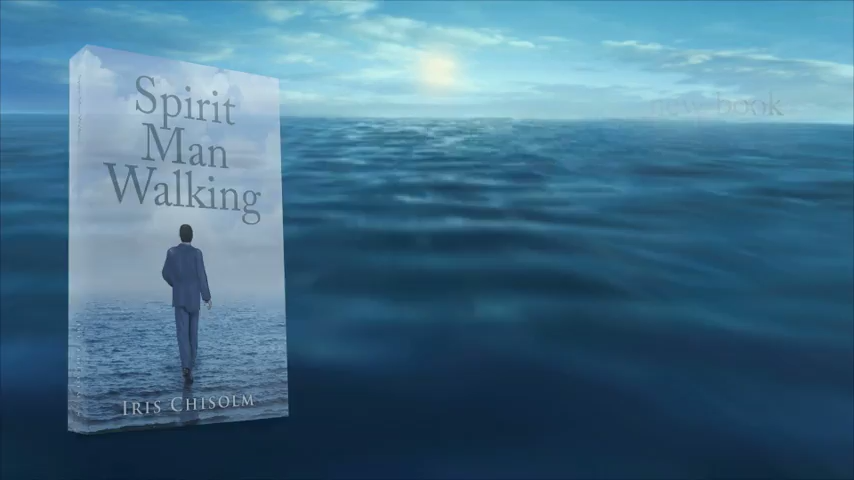 Spirit
Man
Walking
IRIS CHISOLM
new book